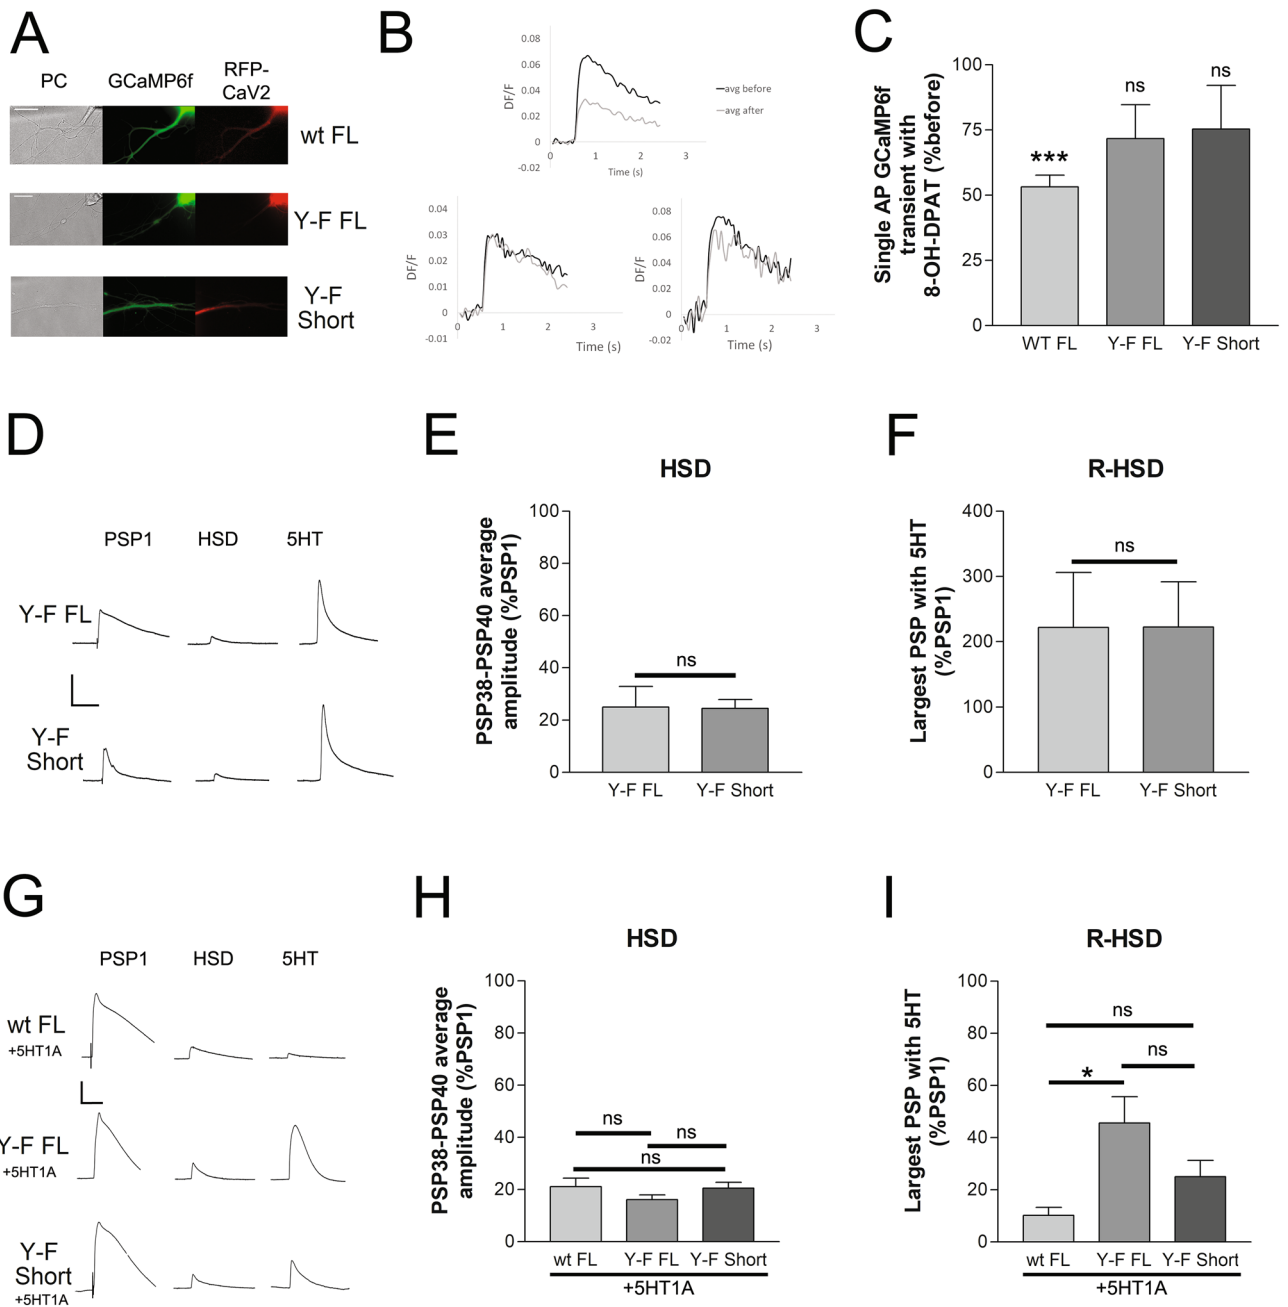 A
PC
GCaMP6f
RFP-
CaV2
wt FL
Y-F FL
Y-F
Short
B
0.08
0.06
0.04
0.02
0
-0.02
0
1
2
3
DF/F
Time (s)
avg before
avg after
0.04
0.03
0.02
0.01
0
-0.01
0
1
2
3
DF/F
Time (s)
0.08
0.06
0.04
0.02
0
-0.02
0
1
2
3
DF/F
Time (s)
C
Single AP GCaMP6f
transient with
8-OH-DPAT (%before)
100
75
50
25
0
***
ns
ns
WT FL
Y-F FL
Y-F Short
D
PSP1
HSD
5HT
Y-F FL
Y-F
Short
E
HSD
PSP38-PSP40 average
amplitude (%PSP1)
100
80
60
40
20
0
ns
Y-F FL
Y-F Short
F
R-HSD
Largest PSP with 5HT
(%PSP1)
400
300
200
100
0
ns
Y-F FL
Y-F Short
G
PSP1
HSD
5HT
wt FL
+5HT1A
Y-F FL
+5HT1A
Y-F
Short
+5HT1A
H
HSD
PSP38-PSP40 average
amplitude (%PSP1)
100
80
60
40
20
0
ns
ns
ns
wt FL
Y-F FL
Y-F Short
+5HT1A
I
R-HSD
Largest PSP with 5HT
(%PSP1)
100
80
60
40
20
0
ns
ns
*
wt FL
Y-F FL
Y-F Short
+5HT1A